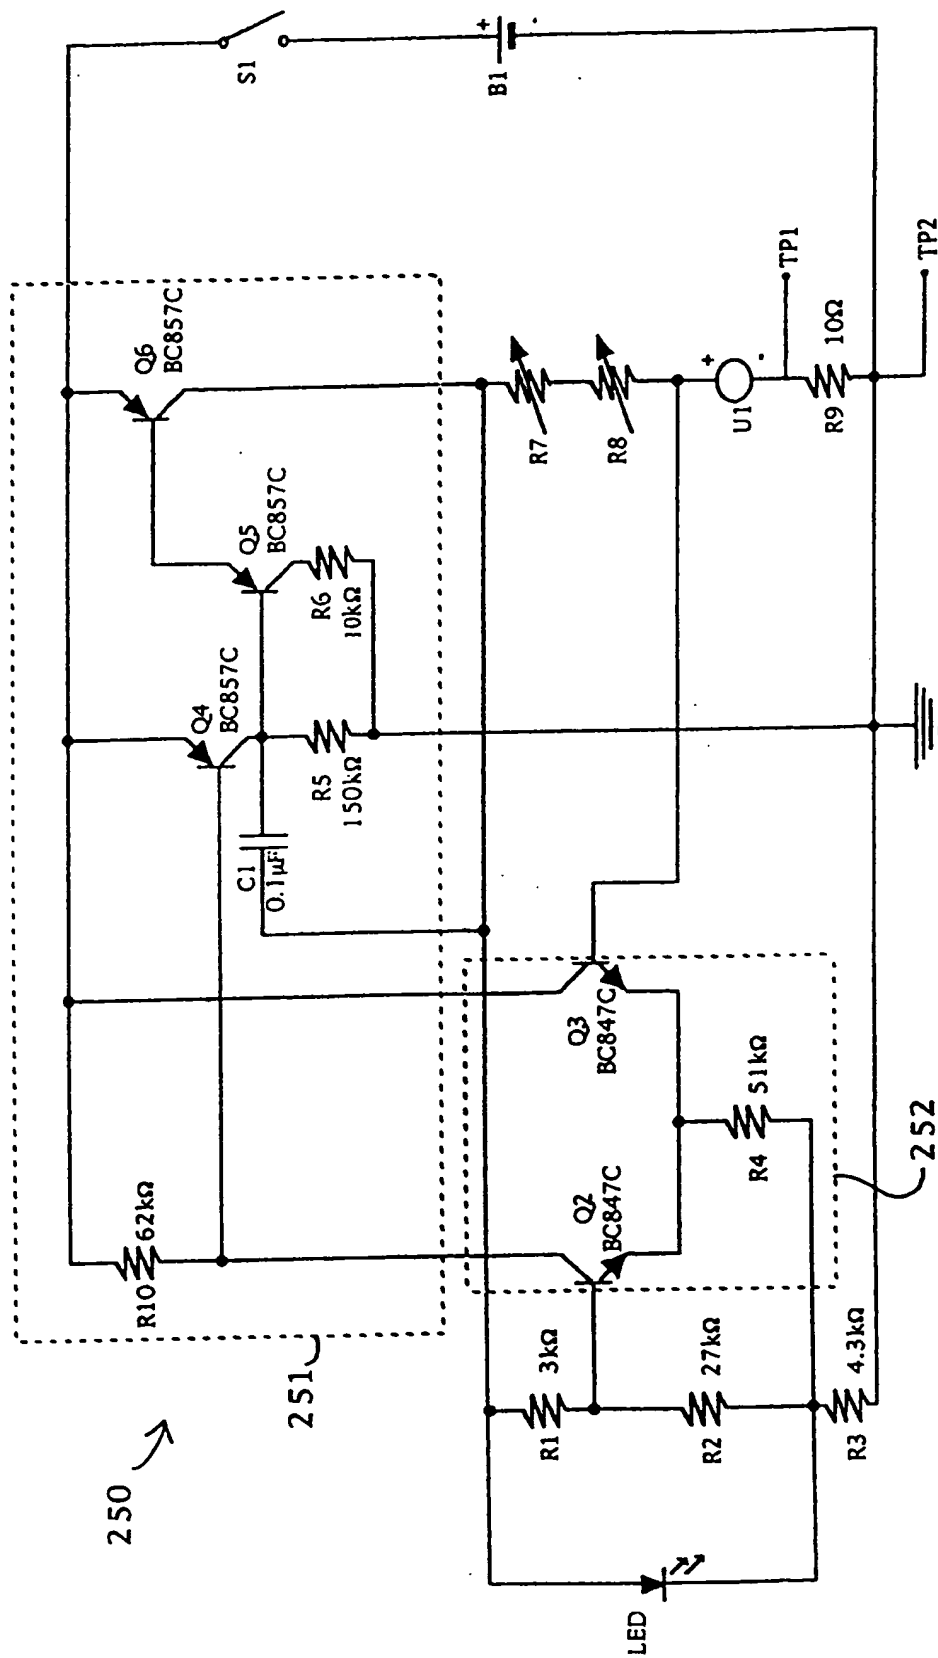 S1
+
B1
Q6
BC857C
Q5
BC857C
Q4
BC857C
R6
10kΩ
R5
150kΩ
C1
0.1µF
R10
62kΩ
251
250
R7
R8
+
U1
TP1
R9
10Ω
TP2
Q3
BC847C
Q2
BC847C
R4
51kΩ
252
R1
3kΩ
R2
27kΩ
R3
4.3kΩ
LED